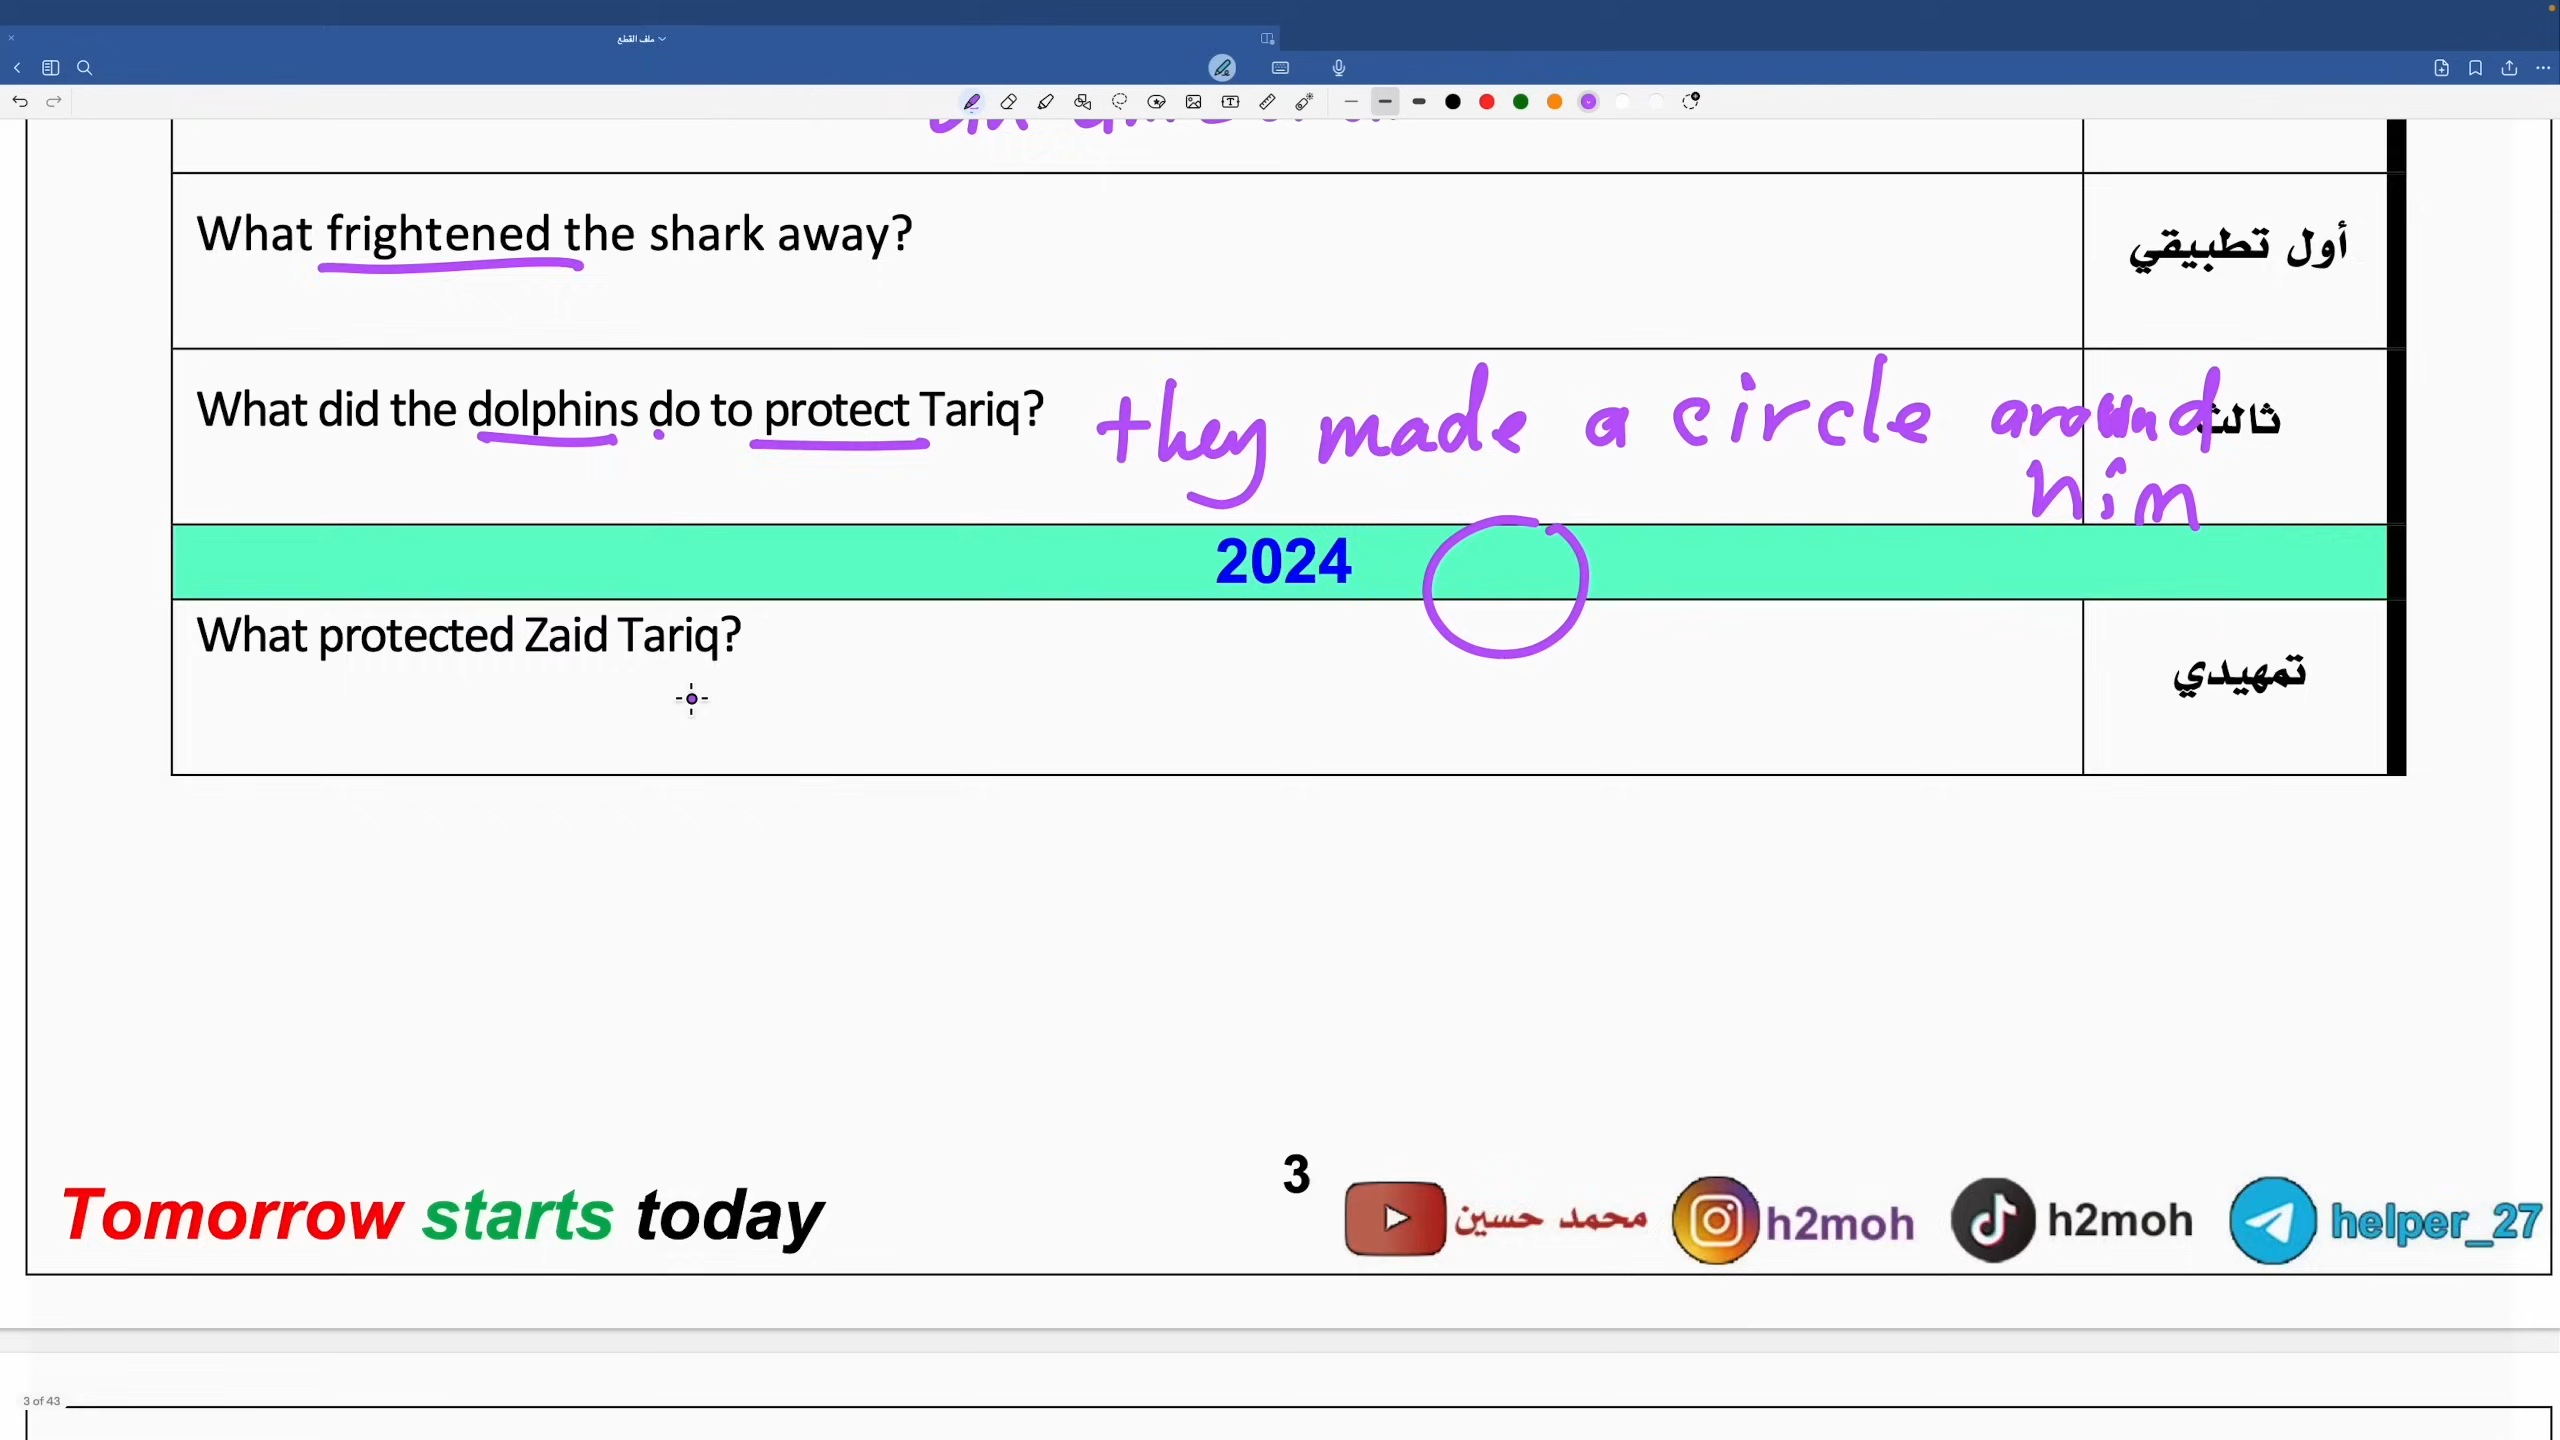 ملف القطع
What frightened the shark away?
أول تطبيقي
What did the dolphins do to protect Tariq?
they made a circle around
him
ثالث
2024
What protected Zaid Tariq?
تمهيدي
Tomorrow starts today
3
محمد حسين
h2moh
h2moh
helper_27
3 of 43